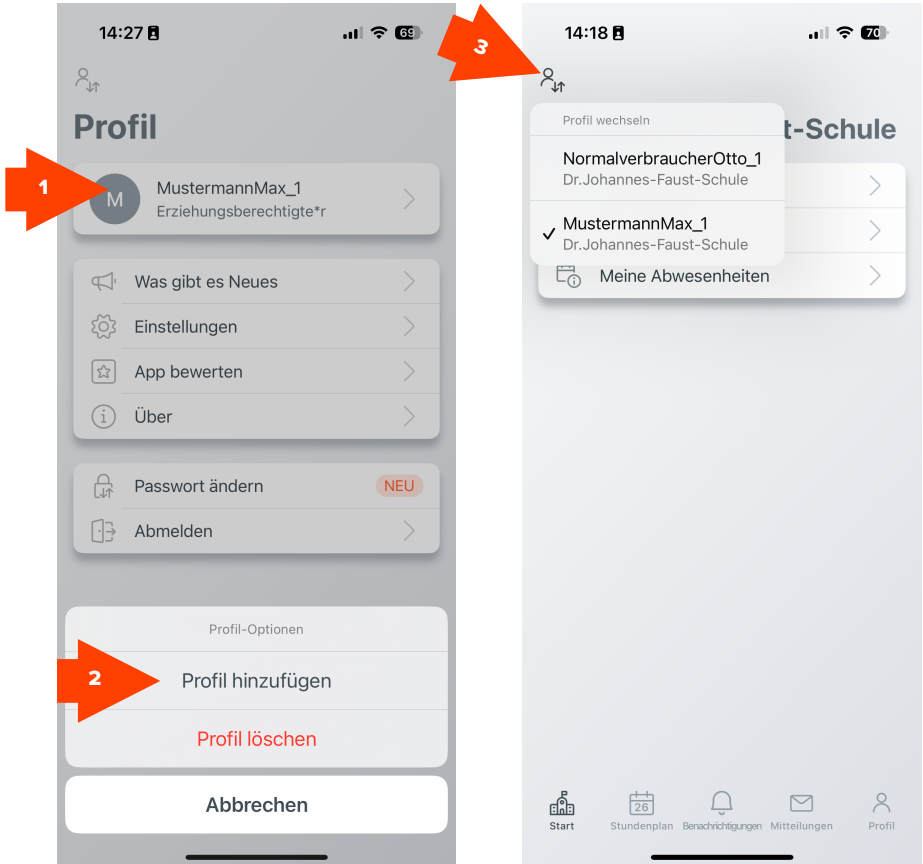 14:27
69
Profil
1
M
MustermannMax_1
Erziehungsberechtigte*r
Was gibt es Neues
Einstellungen
App bewerten
Über
Passwort ändern
NEU
Abmelden
Profil-Optionen
2
Profil hinzufügen
Profil löschen
Abbrechen
3
14:18
70
Profil wechseln
t-Schule
NormalverbraucherOtto_1
Dr.Johannes-Faust-Schule
MustermannMax_1
Dr.Johannes-Faust-Schule
Meine Abwesenheiten
26
Start
Stundenplan
Benachrichtigungen
Mitteilungen
Profil